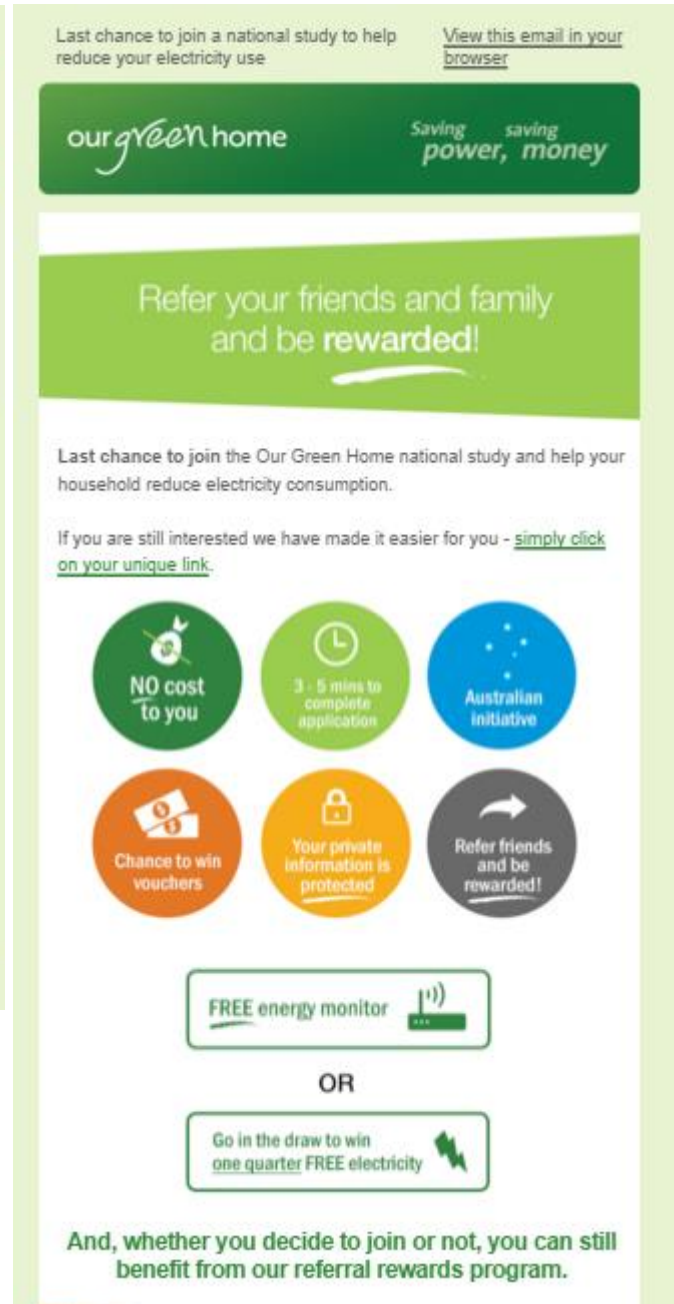 Last chance to join a national study to help
reduce your electricity use
View this email in your
browser
our green home
Saving power, saving money
Refer your friends and family
and be rewarded!
Last chance to join the Our Green Home national study and help your
household reduce electricity consumption.
If you are still interested we have made it easier for you - simply click
on your unique link.
NO cost
to you
3 - 5 mins to
complete
application
Australian
initiative
Chance to win
vouchers
Your private
information is
protected
Refer friends
and be
rewarded!
FREE energy monitor
OR
Go in the draw to win
one quarter FREE electricity
And, whether you decide to join or not, you can still
benefit from our referral rewards program.